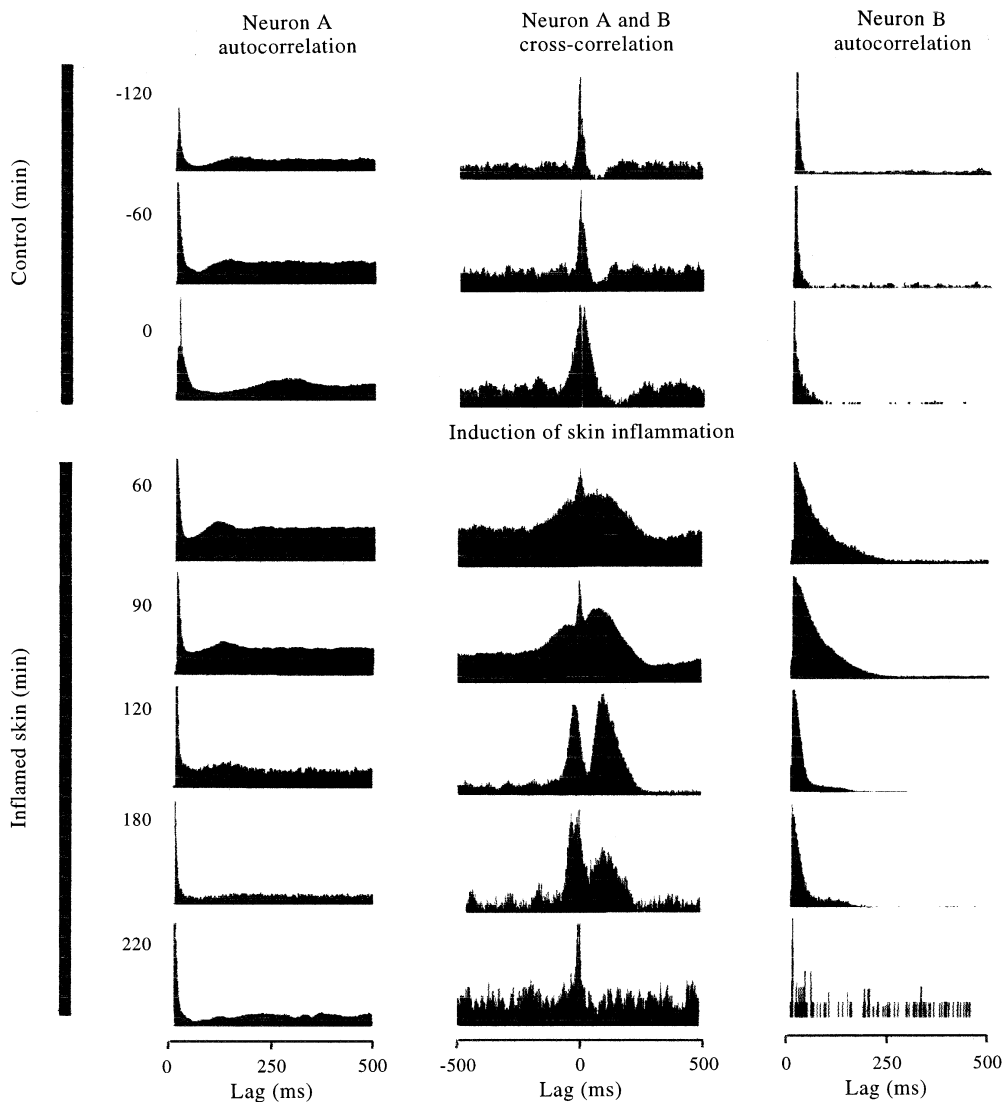 Neuron A
autocorrelation
Neuron A and B
cross-correlation
Neuron B
autocorrelation
Control (min)
-120
-60
0
Induction of skin inflammation
Inflamed skin (min)
60
90
120
180
220
0 250 500
Lag (ms)
-500 0 500
Lag (ms)
0 250 500
Lag (ms)